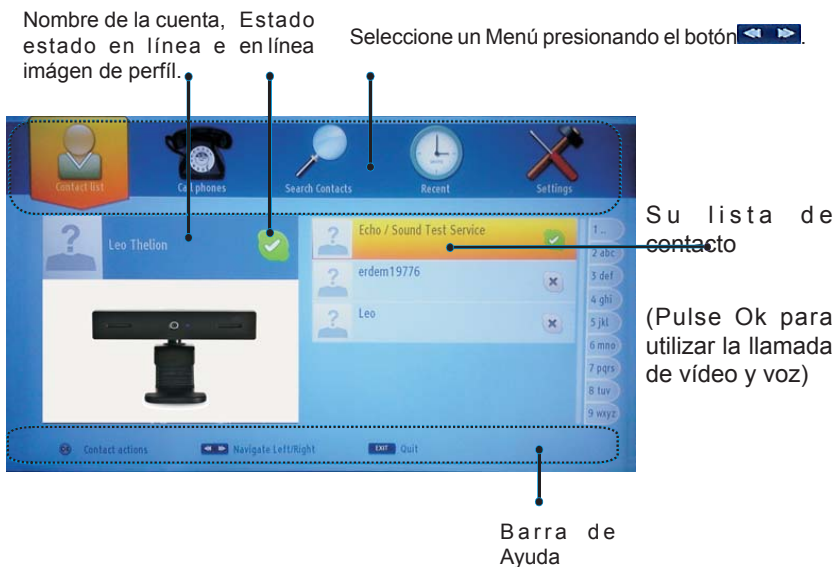 Nombre de la cuenta,
estado en línea e
imágen de perfíl.
Estado
en línea
Seleccione un Menú presionando el botón .
Contact list
Call phones
Search Contacts
Recent
Settings
Leo Thelion
Echo / Sound Test Service
erdem19776
Leo
1 ..
2 abc
3 def
4 ghi
5 jkl
6 mno
7 pqrs
8 tuv
9 wxyz
Su lista de
contacto
(Pulse Ok para
utilizar la llamada
de vídeo y voz)
OK Contact actions
Navigate Left/Right
EXIT Quit
Barra de
Ayuda